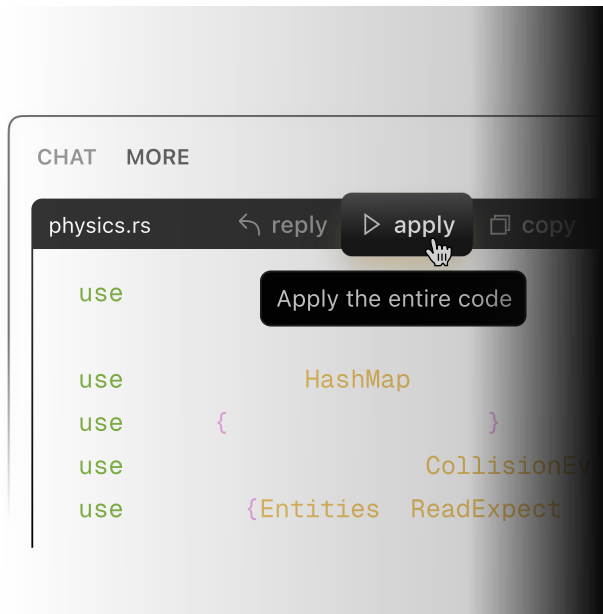 CHAT MORE
physics.rs reply apply copy
use
Apply the entire code
use HashMap
use { }
use
use {Entities ReadExpect